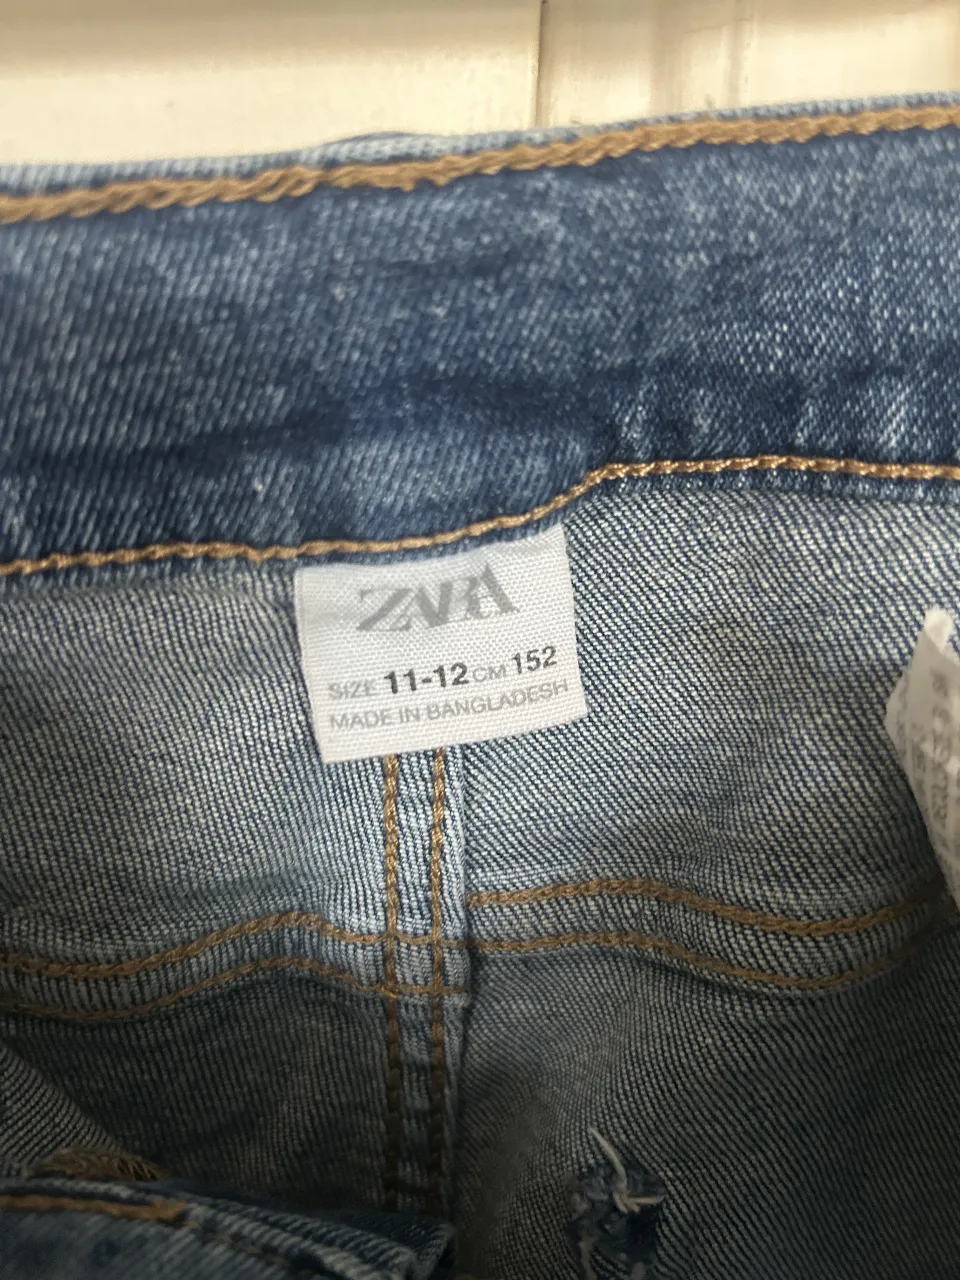 ZARA
SIZE 11-12 CM 152
MADE IN BANGLADESH